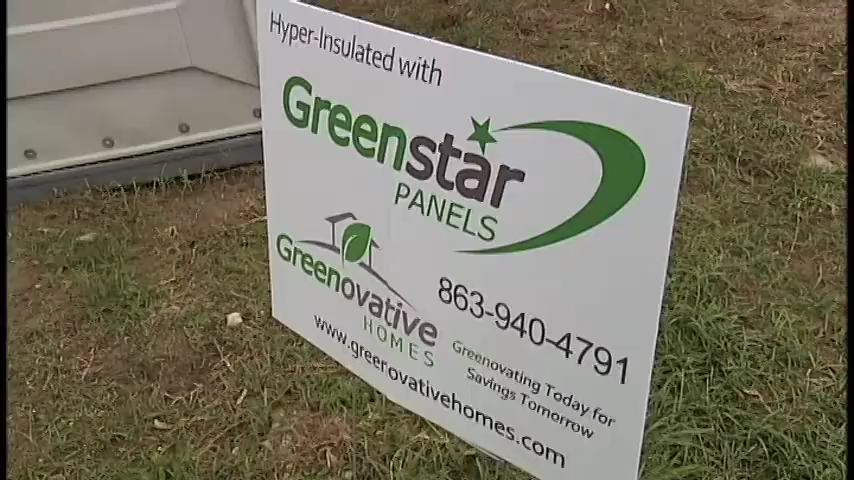 Hyper-Insulated with
Greenstar
PANELS
Greenovative
HOMES
863-940-4791
Greenovating Today for
Savings Tomorrow
www.greenovativehomes.com